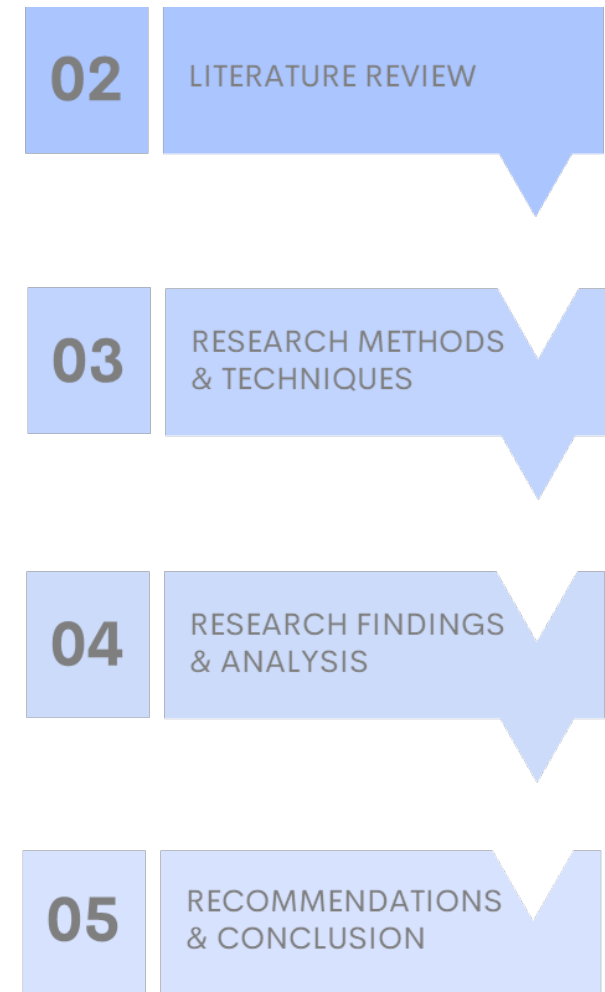 02
LITERATURE REVIEW
03
RESEARCH METHODS
& TECHNIQUES
04
RESEARCH FINDINGS
& ANALYSIS
05
RECOMMENDATIONS
& CONCLUSION